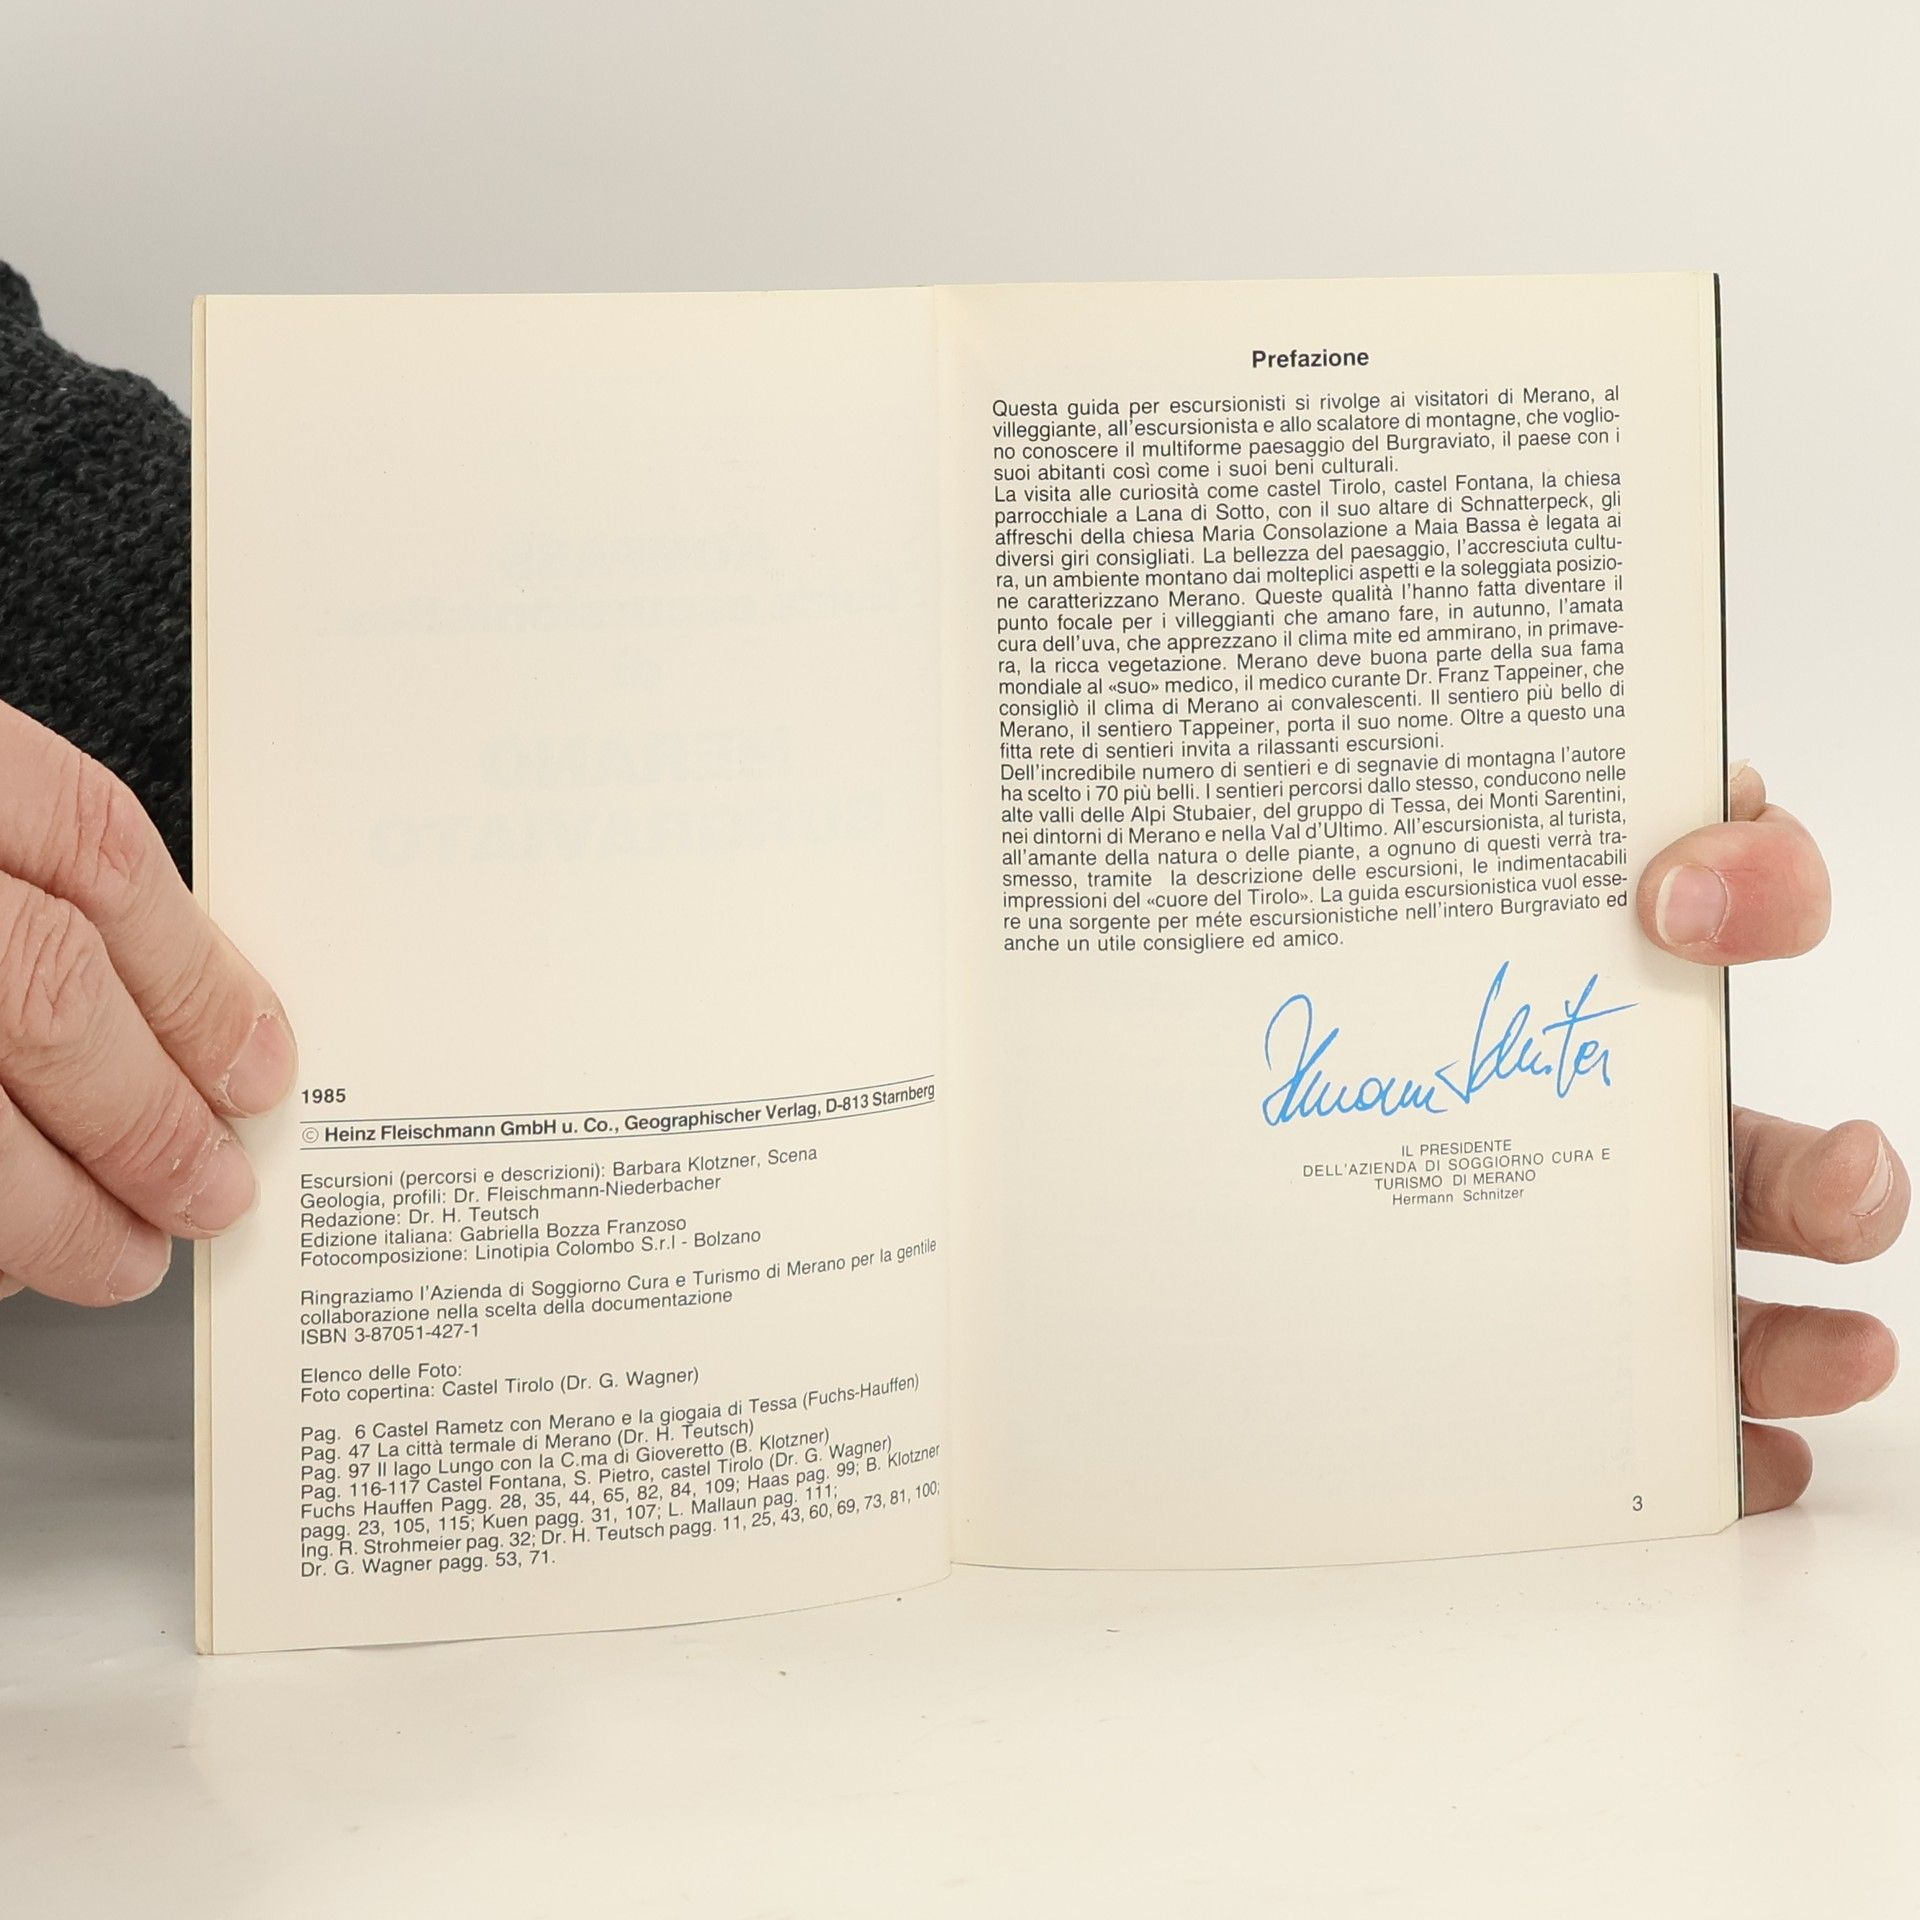 1985
© Heinz Fleischmann GmbH u. Co., Geographischer Verlag, D-813 Starnberg
Escursioni (percorsi e descrizioni): Barbara Klotzner, Scena
Geologia, profili: Dr. Fleischmann-Niederbacher
Redazione: Dr. H. Teutsch
Edizione italiana: Gabriella Bozza Franzoso
Fotocomposizione: Linotipia Colombo S.r.l - Bolzano
Ringraziamo l'Azienda di Soggiorno Cura e Turismo di Merano per la gentile
collaborazione nella scelta della documentazione
ISBN 3-87051-427-1
Elenco delle Foto:
Foto copertina: Castel Tirolo (Dr. G. Wagner)
Pag. 6 Castel Rametz con Merano e la giogaia di Tessa (Fuchs-Hauffen)
Pag. 47 La città termale di Merano (Dr. H. Teutsch)
Pag. 97 Il lago Lungo con la C.ma di Gioveretto (B. Klotzner)
Pag. 116-117 Castel Fontana, S. Pietro, castel Tirolo (Dr. G. Wagner)
Fuchs Hauffen Pagg. 28, 35, 44, 65, 82, 84, 109; Haas pag. 99; B. Klotzner
pagg. 23, 105, 115; Kuen pagg. 31, 107; L. Mallaun pag. 111;
Ing. R. Strohmeier pag. 32; Dr. H. Teutsch pagg. 11, 25, 43, 60, 69, 73, 81, 100;
Dr. G. Wagner pagg. 53, 71.
Prefazione
Questa guida per escursionisti si rivolge ai visitatori di Merano, al
villeggiante, all'escursionista e allo scalatore di montagne, che voglio-
no conoscere il multiforme paesaggio del Burgraviato, il paese con i
suoi abitanti così come i suoi beni culturali.
La visita alle curiosità come castel Tirolo, castel Fontana, la chiesa
parrocchiale a Lana di Sotto, con il suo altare di Schnatterpeck, gli
affreschi della chiesa Maria Consolazione a Maia Bassa è legata ai
diversi giri consigliati. La bellezza del paesaggio, l'accresciuta cultu-
ra, un ambiente montano dai molteplici aspetti e la soleggiata posizio-
ne caratterizzano Merano. Queste qualità l'hanno fatta diventare il
punto focale per i villeggianti che amano fare, in autunno, l'amata
cura dell'uva, che apprezzano il clima mite ed ammirano, in primave-
ra, la ricca vegetazione. Merano deve buona parte della sua fama
mondiale al «suo» medico, il medico curante Dr. Franz Tappeiner, che
consigliò il clima di Merano ai convalescenti. Il sentiero più bello di
Merano, il sentiero Tappeiner, porta il suo nome. Oltre a questo una
fitta rete di sentieri invita a rilassanti escursioni.
Dell'incredibile numero di sentieri e di segnavie di montagna l'autore
ha scelto i 70 più belli. I sentieri percorsi dallo stesso, conducono nelle
alte valli delle Alpi Stubaier, del gruppo di Tessa, dei Monti Sarentini,
nei dintorni di Merano e nella Val d'Ultimo. All'escursionista, al turista,
all'amante della natura o delle piante, a ognuno di questi verrà tra-
smesso, tramite la descrizione delle escursioni, le indimentacabili
impressioni del «cuore del Tirolo». La guida escursionistica vuol esse-
re una sorgente per méte escursionistiche nell'intero Burgraviato ed
anche un utile consigliere ed amico.
IL PRESIDENTE
DELL'AZIENDA DI SOGGIORNO CURA E
TURISMO DI MERANO
Hermann Schnitzer
3